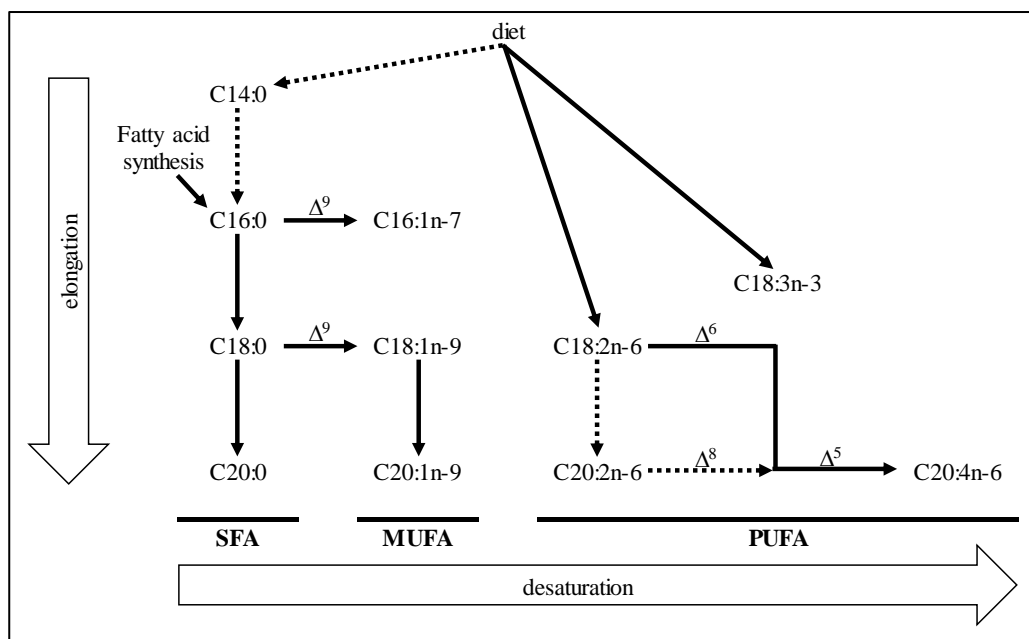 diet
C14:0
Fatty acid
synthesis
C16:0
Δ⁹
C16:1n-7
elongation
C18:3n-3
C18:0
Δ⁹
C18:1n-9
C18:2n-6
Δ⁶
C20:0
C20:1n-9
C20:2n-6
Δ⁸
Δ⁵
C20:4n-6
SFA
MUFA
PUFA
desaturation